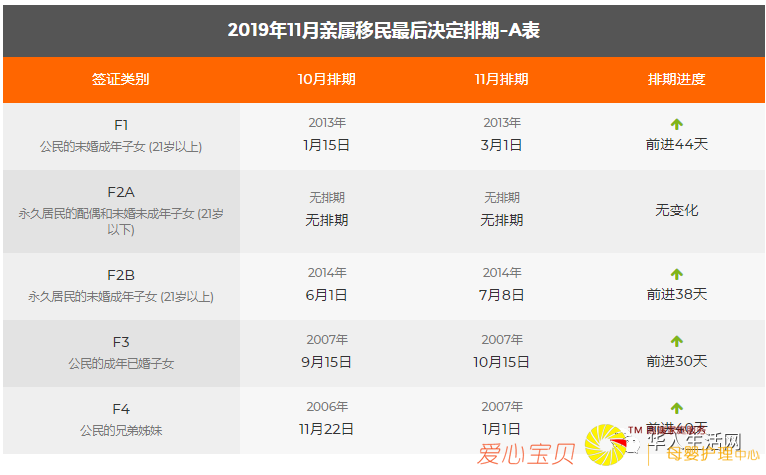 2019年11月亲属移民最后决定排期-A表
签证类别 10月排期 11月排期 排期进度
F1
公民的未婚成年子女 (21岁以上)
2013年
1月15日
2013年
3月1日
前进44天
F2A
永久居民的配偶和未婚未成年子女 (21岁
以下)
无排期
无排期
无排期
无排期
无变化
F2B
永久居民的未婚成年子女 (21岁以上)
2014年
6月1日
2014年
7月8日
前进38天
F3
公民的成年已婚子女
2007年
9月15日
2007年
10月15日
前进30天
F4
公民的兄弟姊妹
2006年
11月22日
2007年
1月1日
前进40天
TM
华人生活网
爱心宝贝
母婴护理中心